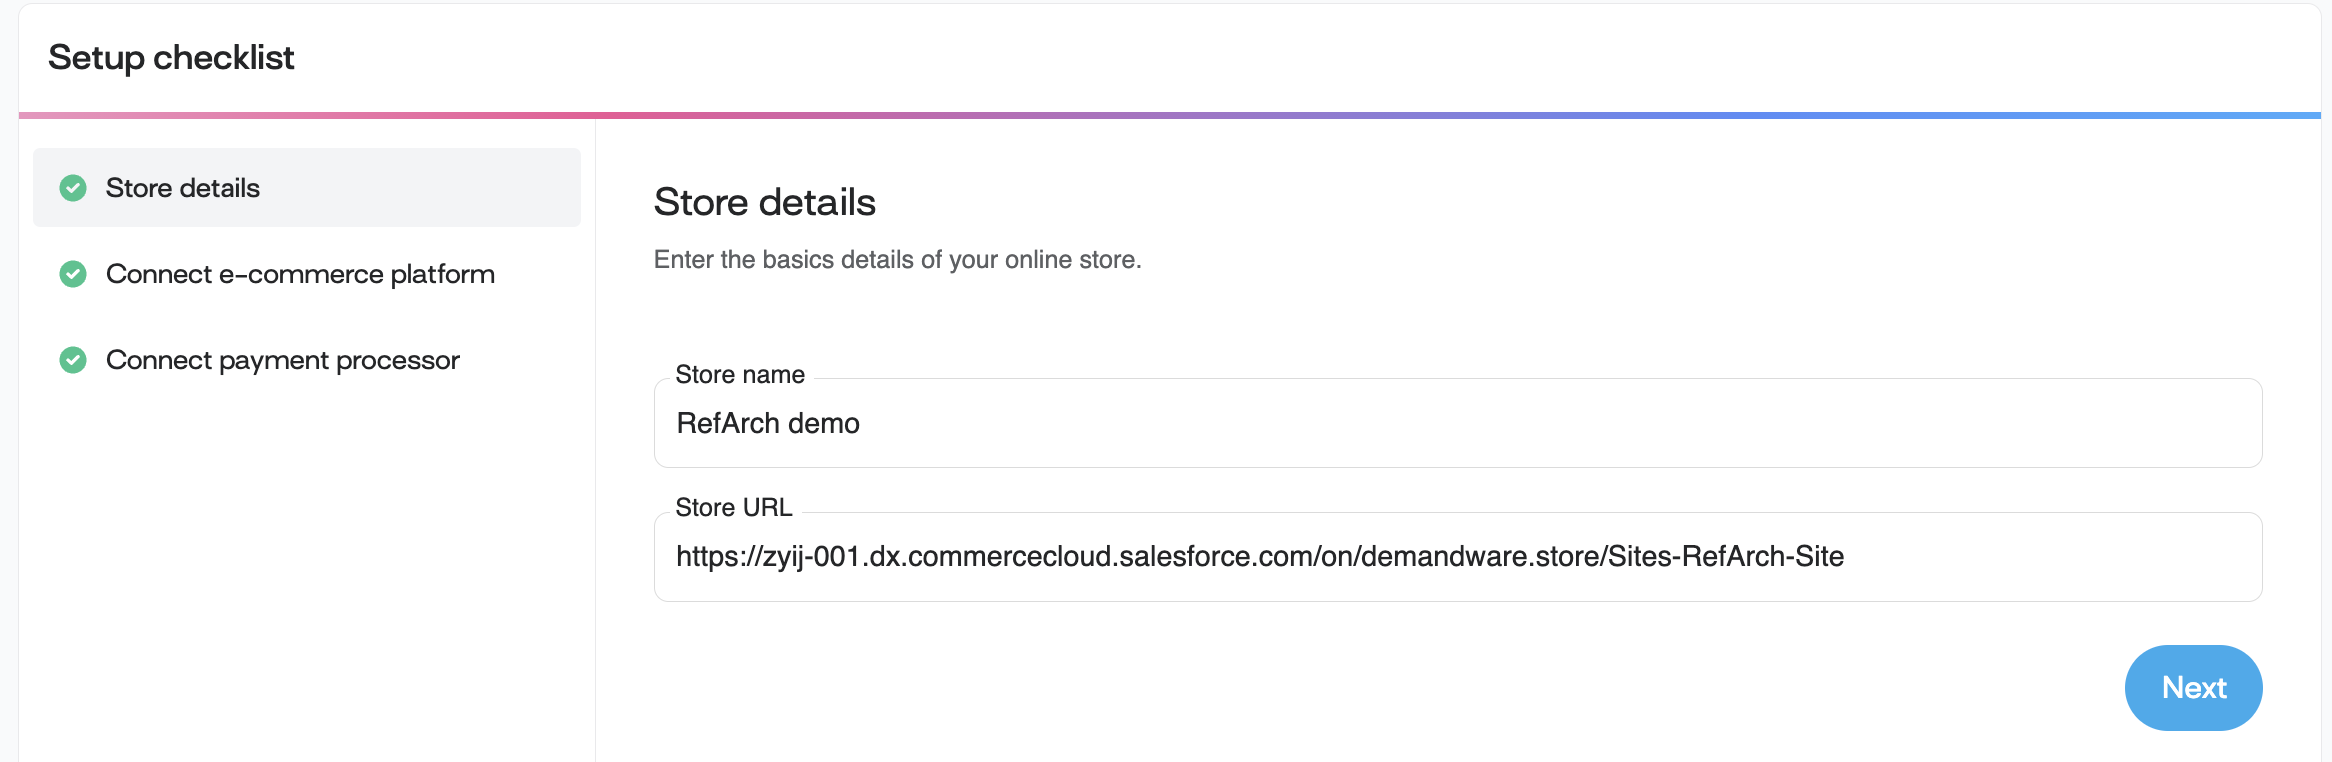 Setup checklist
Store details
Connect e-commerce platform
Connect payment processor
Store details
Enter the basics details of your online store.
Store name
RefArch demo
Store URL
https://zyij-001.dx.commercecloud.salesforce.com/on/demandware.store/Sites-RefArch-Site
Next